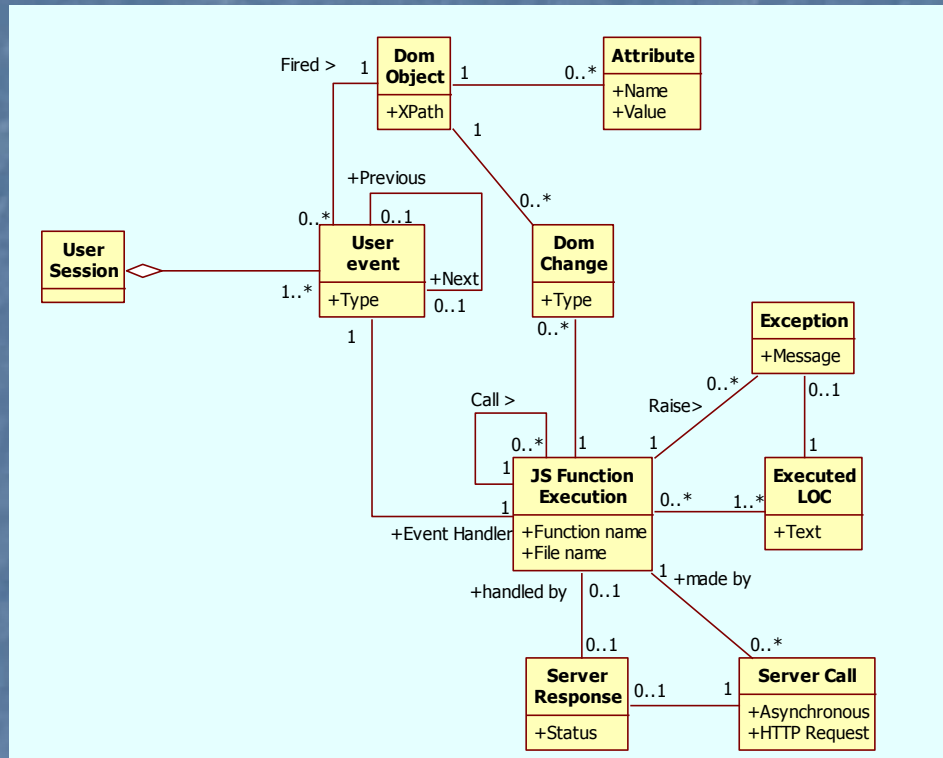 Fired >
1
Dom
Object
+XPath
1
0..*
Attribute
+Name
+Value
1
+Previous
0..*
0..1
0..*
User
Session
1..*
User
event
+Type
+Next
0..1
Dom
Change
+Type
1
0..*
Exception
+Message
Call >
0..*
0..*
0..1
Raise>
1
1
1
1
JS Function
Execution
+Function name
+File name
1
+Event Handler
0..*
1..*
Executed
LOC
+Text
+handled by
0..1
1
+made by
0..1
0..*
Server
Response
+Status
0..1
1
Server Call
+Asynchronous
+HTTP Request